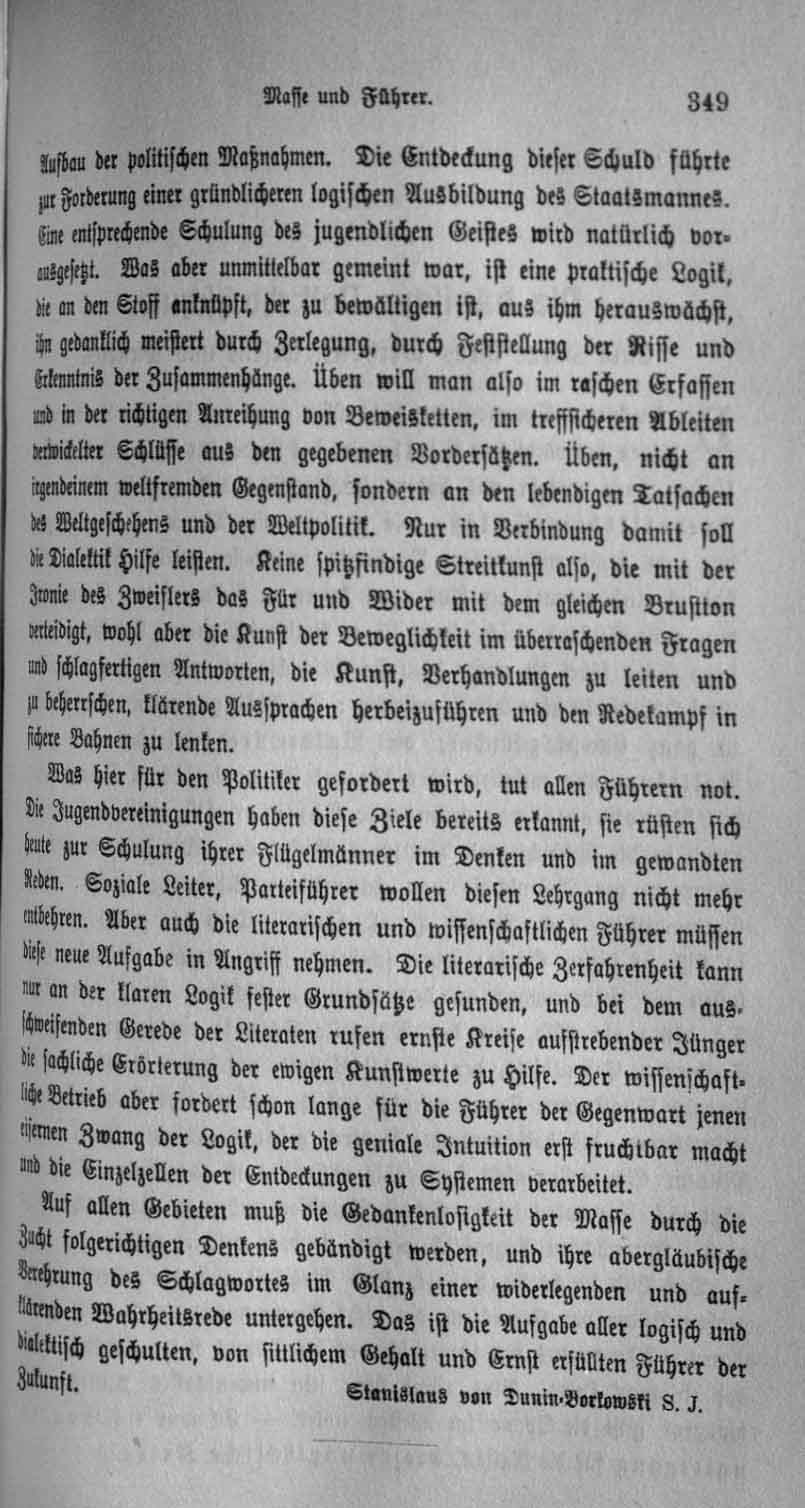 Masse und Führer. 349
Aufbau der politischen Maßnahmen. Die Entdeckung dieser Schuld führte
zur Forderung einer gründlicheren logischen Ausbildung des Staatsmannes.
Eine entsprechende Schulung des jugendlichen Geistes wird natürlich vor-
ausgesetzt. Was aber unmittelbar gemeint war, ist eine praktische Logik,
die an den Stoff anknüpft, der zu bewältigen ist, aus ihm herauswächst,
ihn gedanklich meistert durch Zerlegung, durch Feststellung der Risse und
Erkenntnis der Zusammenhänge. Üben will man also im raschen Erfassen
und in der richtigen Anreihung von Beweisketten, im treffsicheren Ableiten
verwickelter Schlüsse aus den gegebenen Vordersätzen. Üben, nicht an
irgendeinem weltfremden Gegenstand, sondern an den lebendigen Tatsachen
des Weltgeschehens und der Weltpolitik. Nur in Verbindung damit soll
die Dialektik Hilfe leisten. Keine spitzfindige Streitkunst also, die mit der
Ironie des Zweiflers das Für und Wider mit dem gleichen Brustton
verteidigt, wohl aber die Kunst der Beweglichkeit im überraschenden Fragen
und schlagfertigen Antworten, die Kunst, Verhandlungen zu leiten und
zu beherrschen, klärende Aussprachen herbeizuführen und den Redekampf in
sichere Bahnen zu lenken.
Was hier für den Politiker gefordert wird, tut allen Führern not.
Die Jugendvereinigungen haben diese Ziele bereits erkannt, sie rüsten sich
heute zur Schulung ihrer Flügelmänner im Denken und im gewandten
Reden. Soziale Leiter, Parteiführer wollen diesen Lehrgang nicht mehr
entbehren. Aber auch die literarischen und wissenschaftlichen Führer müssen
diese neue Aufgabe in Angriff nehmen. Die literarische Zerfahrenheit kann
nur an der klaren Logik fester Grundsätze gesunden, und bei dem aus-
schweifenden Gerede der Literaten rufen ernste Kreise aufstrebender Jünger
die sachliche Erörterung der ewigen Kunstwerte zu Hilfe. Der wissenschaft-
liche Betrieb aber fordert schon lange für die Führer der Gegenwart jenen
eisernen Zwang der Logik, der die geniale Intuition erst fruchtbar macht
und die Einzelzellen der Entdeckungen zu Systemen verarbeitet.
Auf allen Gebieten muß die Gedankenlosigkeit der Masse durch die
Zucht folgerichtigen Denkens gebändigt werden, und ihre abergläubische
Verehrung des Schlagwortes im Glanz einer widerlegenden und auf-
klärenden Wahrheitsrede untergehen. Das ist die Aufgabe aller logisch und
dialektisch geschulten, von sittlichem Gehalt und Ernst erfüllten Führer der
Zukunft.
Stanislaus von Dunin-Borkowski S. J.